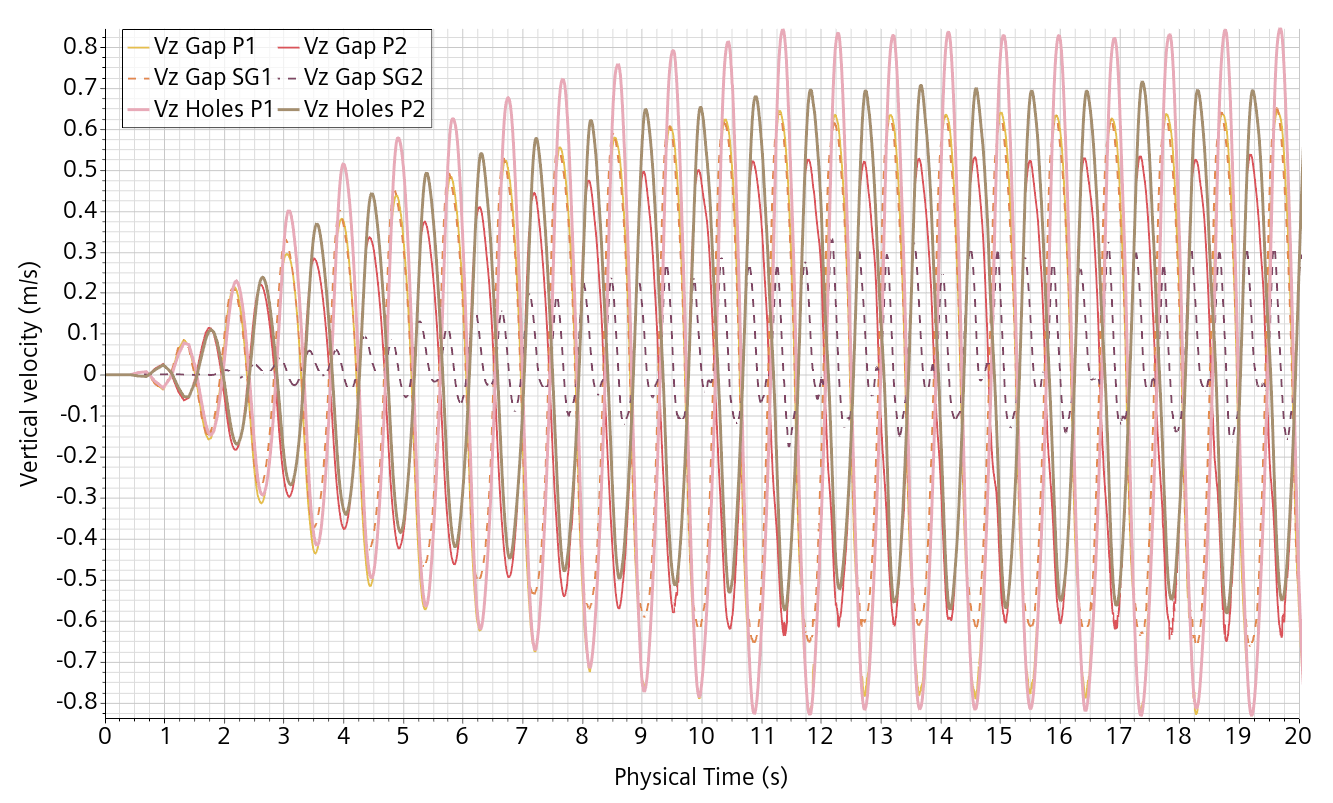 Vz Gap P1 Vz Gap P2
Vz Gap SG1 Vz Gap SG2
Vz Holes P1 Vz Holes P2
Vertical velocity (m/s)
0.8
0.7
0.6
0.5
0.4
0.3
0.2
0.1
0
-0.1
-0.2
-0.3
-0.4
-0.5
-0.6
-0.7
-0.8
0 1 2 3 4 5 6 7 8 9 10 11 12 13 14 15 16 17 18 19 20
Physical Time (s)